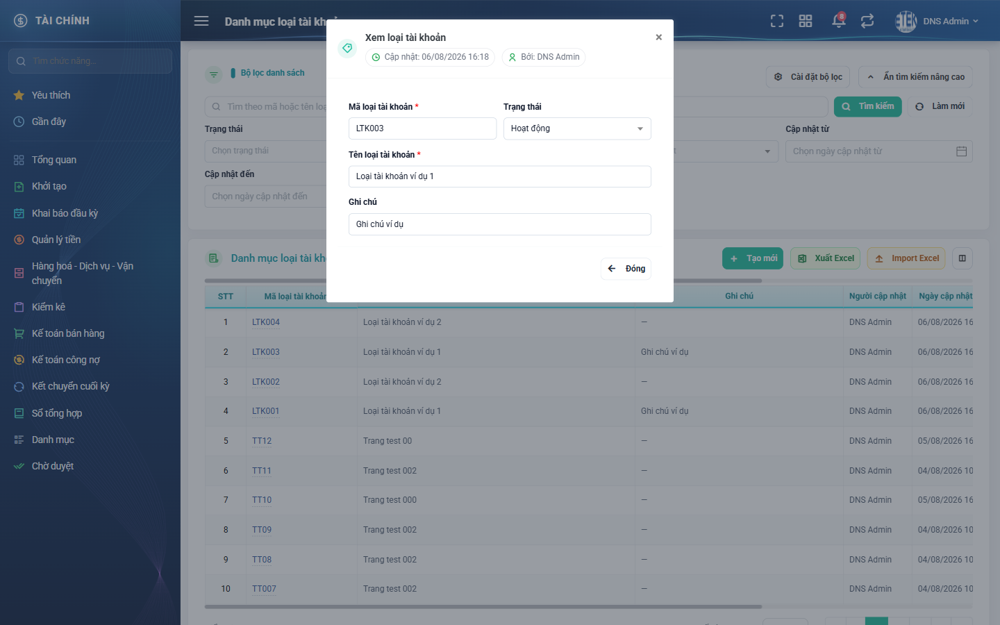 TÀI CHÍNH
Tìm chức năng...
Yêu thích
Gần đây
Tổng quan
Khởi tạo
Khai báo đầu kỳ
Quản lý tiền
Hàng hoá - Dịch vụ - Vận
chuyển
Kiểm kê
Kế toán bán hàng
Kế toán công nợ
Kết chuyển cuối kỳ
Sổ tổng hợp
Danh mục
Chờ duyệt
Danh mục loại tài
8
DNS Admin
Xem loại tài khoản
×
Cập nhật: 06/08/2026 16:18
Bởi: DNS Admin
Mã loại tài khoản *
Trạng thái
LTK003
Hoạt động
Tên loại tài khoản *
Loại tài khoản ví dụ 1
Ghi chú
Ghi chú ví dụ
Đóng
Bộ lọc danh sách
Cài đặt bộ lọc
Ẩn tìm kiếm nâng cao
Tìm theo mã hoặc tên
Tìm kiếm
Làm mới
Trạng thái
Cập nhật từ
Chọn trạng thái
Chọn ngày cập nhật từ
Cập nhật đến
Chọn ngày cập nhật đến
Danh mục loại tài
Tạo mới
Xuất Excel
Import Excel
STT Mã loại tài khoản Ghi chú Người cập nhật Ngày cập nhật
1 LTK004 Loại tài khoản ví dụ 2 — DNS Admin 06/08/2026 16
2 LTK003 Loại tài khoản ví dụ 1 Ghi chú ví dụ DNS Admin 06/08/2026 16
3 LTK002 Loại tài khoản ví dụ 2 — DNS Admin 06/08/2026 16
4 LTK001 Loại tài khoản ví dụ 1 Ghi chú ví dụ DNS Admin 06/08/2026 16
5 TT12 Trang test 00 — DNS Admin 05/08/2026 16
6 TT11 Trang test 002 — DNS Admin 04/08/2026 10
7 TT10 Trang test 000 — DNS Admin 05/08/2026 16
8 TT09 Trang test 002 — DNS Admin 04/08/2026 10
9 TT08 Trang test 002 — DNS Admin 04/08/2026 10
10 TT007 Trang test 002 — DNS Admin 04/08/2026 10